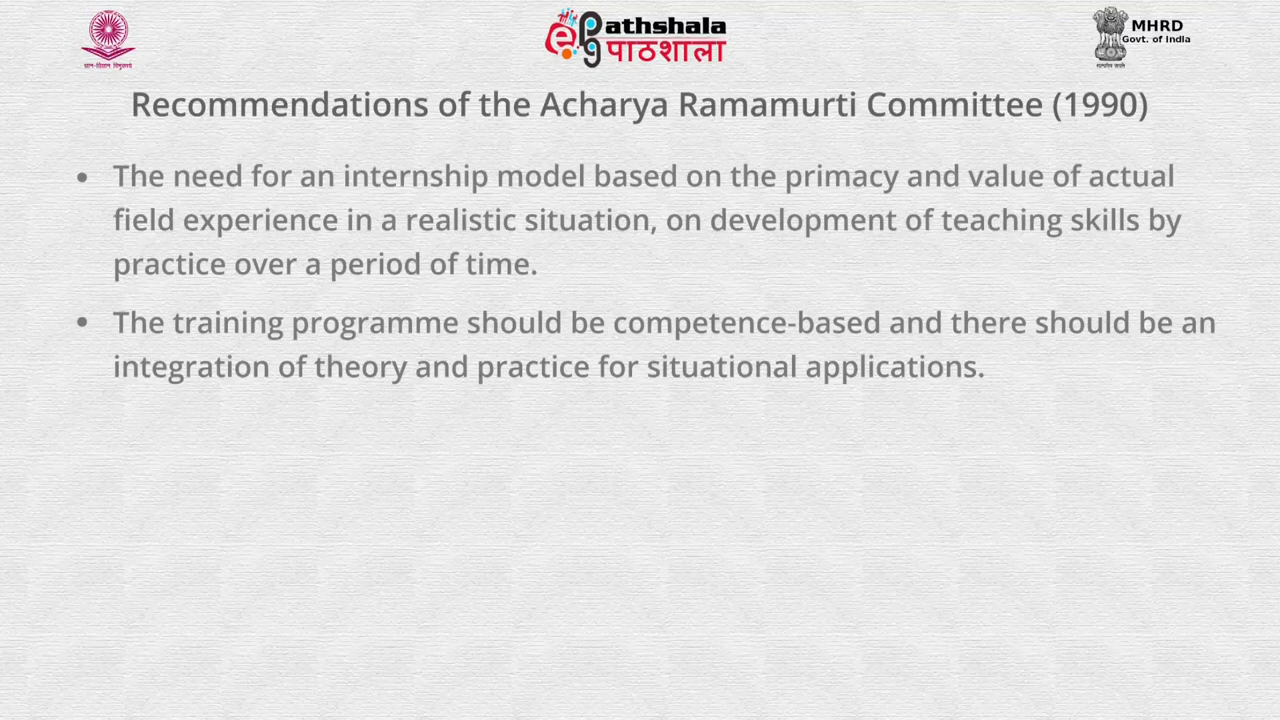 ePathshala
पाठशाला
MHRD
Govt. of India
Recommendations of the Acharya Ramamurti Committee (1990)
• The need for an internship model based on the primacy and value of actual
field experience in a realistic situation, on development of teaching skills by
practice over a period of time.
• The training programme should be competence-based and there should be an
integration of theory and practice for situational applications.